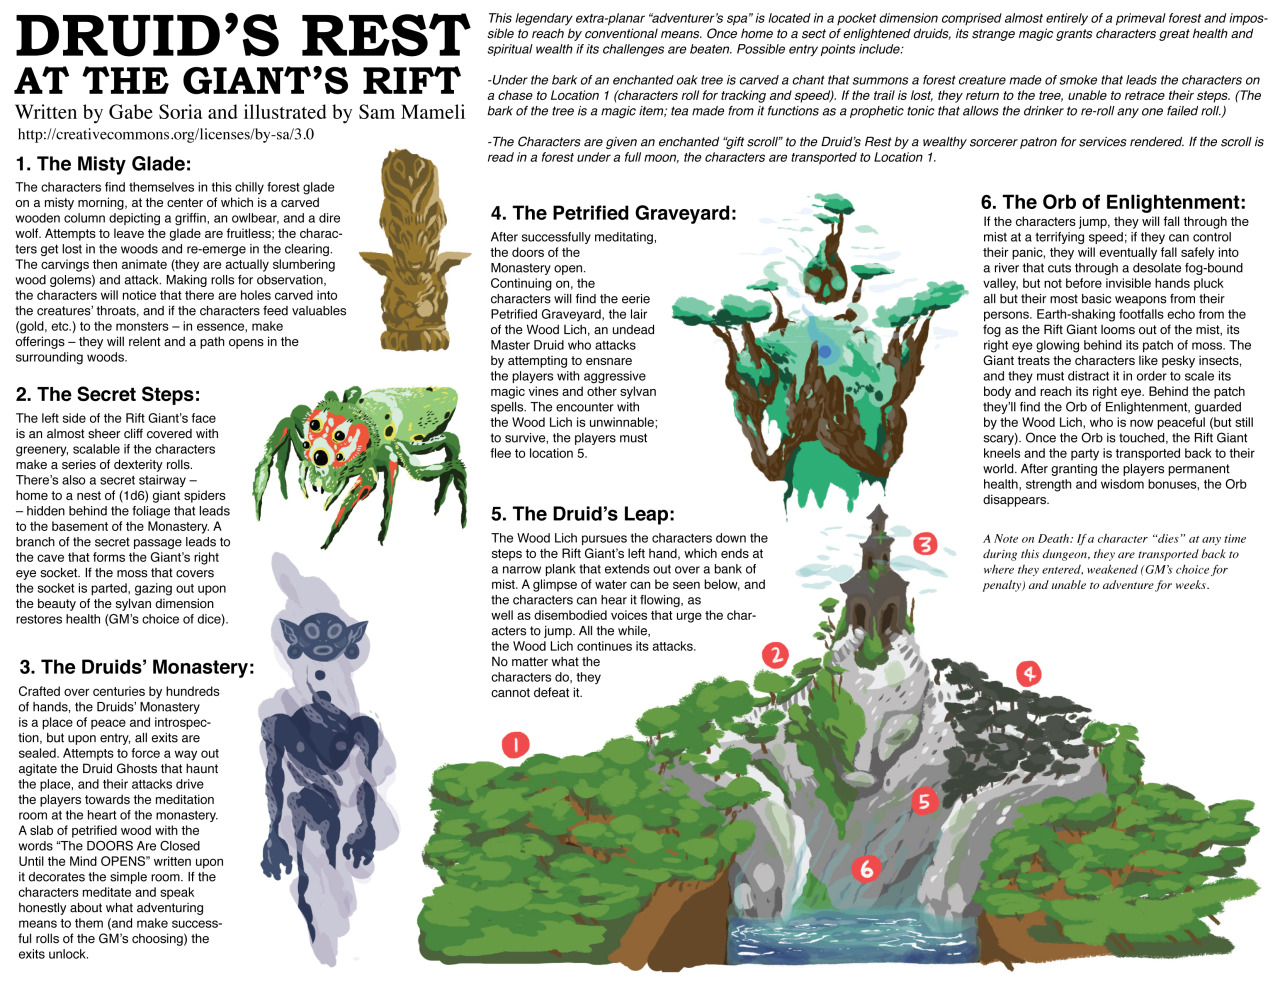 DRUID'S REST
AT THE GIANT'S RIFT
Written by Gabe Soria and illustrated by Sam Mameli
http://creativecommons.org/licenses/by-sa/3.0
This legendary extra-planar “adventurer's spa” is located in a pocket dimension comprised almost entirely of a primeval forest and impos-
sible to reach by conventional means. Once home to a sect of enlightened druids, its strange magic grants characters great health and
spiritual wealth if its challenges are beaten. Possible entry points include:
-Under the bark of an enchanted oak tree is carved a chant that summons a forest creature made of smoke that leads the characters on
a chase to Location 1 (characters roll for tracking and speed). If the trail is lost, they return to the tree, unable to retrace their steps. (The
bark of the tree is a magic item; tea made from it functions as a prophetic tonic that allows the drinker to re-roll any one failed roll.)
-The Characters are given an enchanted “gift scroll” to the Druid's Rest by a wealthy sorcerer patron for services rendered. If the scroll is
read in a forest under a full moon, the characters are transported to Location 1.
1. The Misty Glade:
The characters find themselves in this chilly forest glade
on a misty morning, at the center of which is a carved
wooden column depicting a griffin, an owlbear, and a dire
wolf. Attempts to leave the glade are fruitless; the charac-
ters get lost in the woods and re-emerge in the clearing.
The carvings then animate (they are actually slumbering
wood golems) and attack. Making rolls for observation,
the characters will notice that there are holes carved into
the creatures' throats, and if the characters feed valuables
(gold, etc.) to the monsters – in essence, make
offerings – they will relent and a path opens in the
surrounding woods.
2. The Secret Steps:
The left side of the Rift Giant's face
is an almost sheer cliff covered with
greenery, scalable if the characters
make a series of dexterity rolls.
There's also a secret stairway –
home to a nest of (1d6) giant spiders
– hidden behind the foliage that leads
to the basement of the Monastery. A
branch of the secret passage leads to
the cave that forms the Giant's right
eye socket. If the moss that covers
the socket is parted, gazing out upon
the beauty of the sylvan dimension
restores health (GM's choice of dice).
3. The Druids' Monastery:
Crafted over centuries by hundreds
of hands, the Druids' Monastery
is a place of peace and introspec-
tion, but upon entry, all exits are
sealed. Attempts to force a way out
agitate the Druid Ghosts that haunt
the place, and their attacks drive
the players towards the meditation
room at the heart of the monastery.
A slab of petrified wood with the
words “The DOORS Are Closed
Until the Mind OPENS” written upon
it decorates the simple room. If the
characters meditate and speak
honestly about what adventuring
means to them (and make success-
ful rolls of the GM's choosing) the
exits unlock.
4. The Petrified Graveyard:
After successfully meditating,
the doors of the
Monastery open.
Continuing on, the
characters will find the eerie
Petrified Graveyard, the lair
of the Wood Lich, an undead
Master Druid who attacks
by attempting to ensnare
the players with aggressive
magic vines and other sylvan
spells. The encounter with
the Wood Lich is unwinnable;
to survive, the players must
flee to location 5.
5. The Druid's Leap:
The Wood Lich pursues the characters down the
steps to the Rift Giant's left hand, which ends at
a narrow plank that extends out over a bank of
mist. A glimpse of water can be seen below, and
the characters can hear it flowing, as
well as disembodied voices that urge the char-
acters to jump. All the while,
the Wood Lich continues its attacks.
No matter what the
characters do, they
cannot defeat it.
6. The Orb of Enlightenment:
If the characters jump, they will fall through the
mist at a terrifying speed; if they can control
their panic, they will eventually fall safely into
a river that cuts through a desolate fog-bound
valley, but not before invisible hands pluck
all but their most basic weapons from their
persons. Earth-shaking footfalls echo from the
fog as the Rift Giant looms out of the mist, its
right eye glowing behind its patch of moss. The
Giant treats the characters like pesky insects,
and they must distract it in order to scale its
body and reach its right eye. Behind the patch
they'll find the Orb of Enlightenment, guarded
by the Wood Lich, who is now peaceful (but still
scary). Once the Orb is touched, the Rift Giant
kneels and the party is transported back to their
world. After granting the players permanent
health, strength and wisdom bonuses, the Orb
disappears.
A Note on Death: If a character “dies” at any time
during this dungeon, they are transported back to
where they entered, weakened (GM's choice for
penalty) and unable to adventure for weeks.
3
2
4
1
5
6